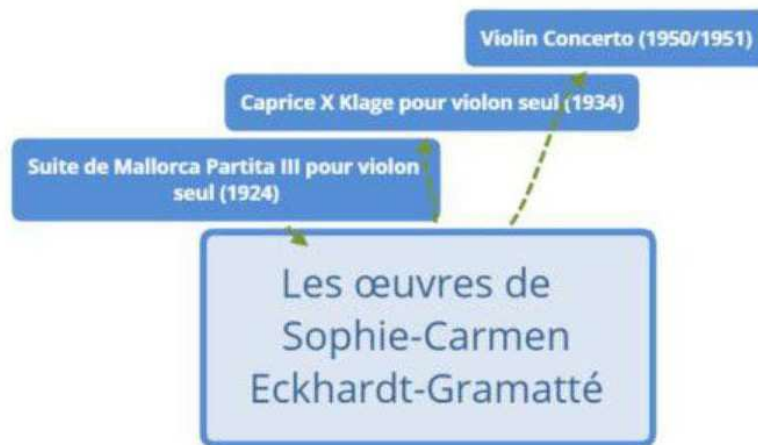 Violin Concerto (1950/1951)
Caprice X Klage pour violon seul (1934)
Suite de Mallorca Partita III pour violon
seul (1924)
Les œuvres de
Sophie-Carmen
Eckhardt-Gramatté